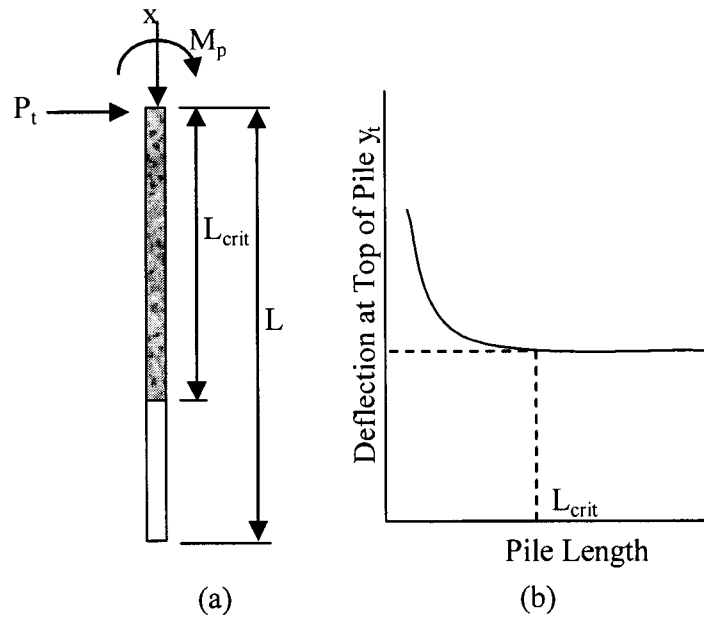 x
M_p
P_t
L_crit
L
(a)
Deflection at Top of Pile y_t
L_crit
Pile Length
(b)